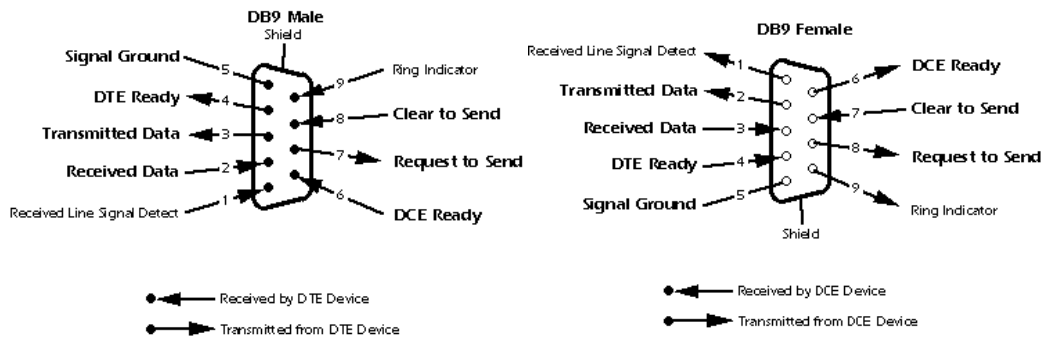 DB9 Male
Shield
Signal Ground
5
DTE Ready
4
Transmitted Data
3
Received Data
2
Received Line Signal Detect
1
9
Ring Indicator
8
Clear to Send
7
Request to Send
6
DCE Ready
Received by DTE Device
Transmitted from DTE Device
DB9 Female
Received Line Signal Detect
1
Transmitted Data
2
Received Data
3
DTE Ready
4
Signal Ground
5
6
DCE Ready
7
Clear to Send
8
Request to Send
9
Ring Indicator
Shield
Received by DCE Device
Transmitted from DCE Device